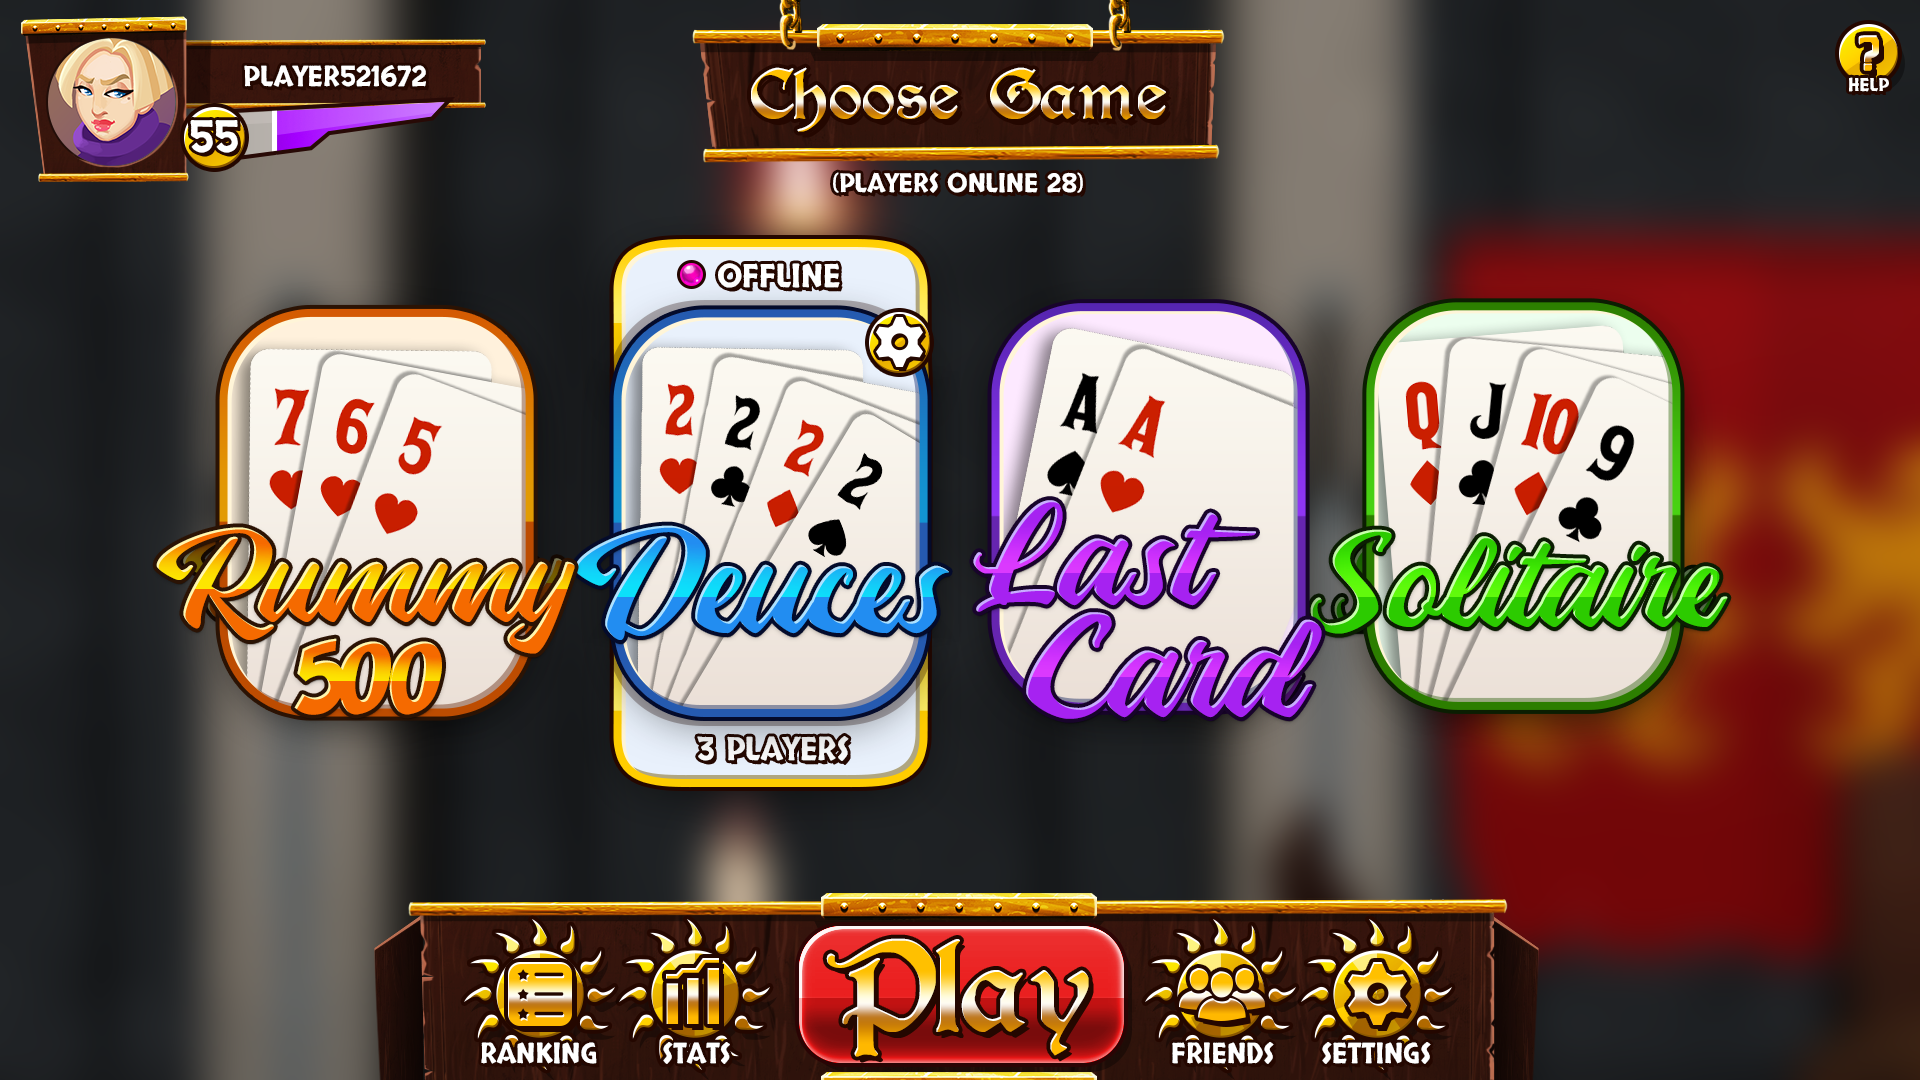 PLAYER521672
55
Choose Game
(PLAYERS ONLINE 28)
HELP
OFFLINE
7 6 5
2 2 2 2
A A
Q J 10 9
Rummy
500
Deuces
Last
Card
Solitaire
3 PLAYERS
RANKING
STATS
Play
FRIENDS
SETTINGS